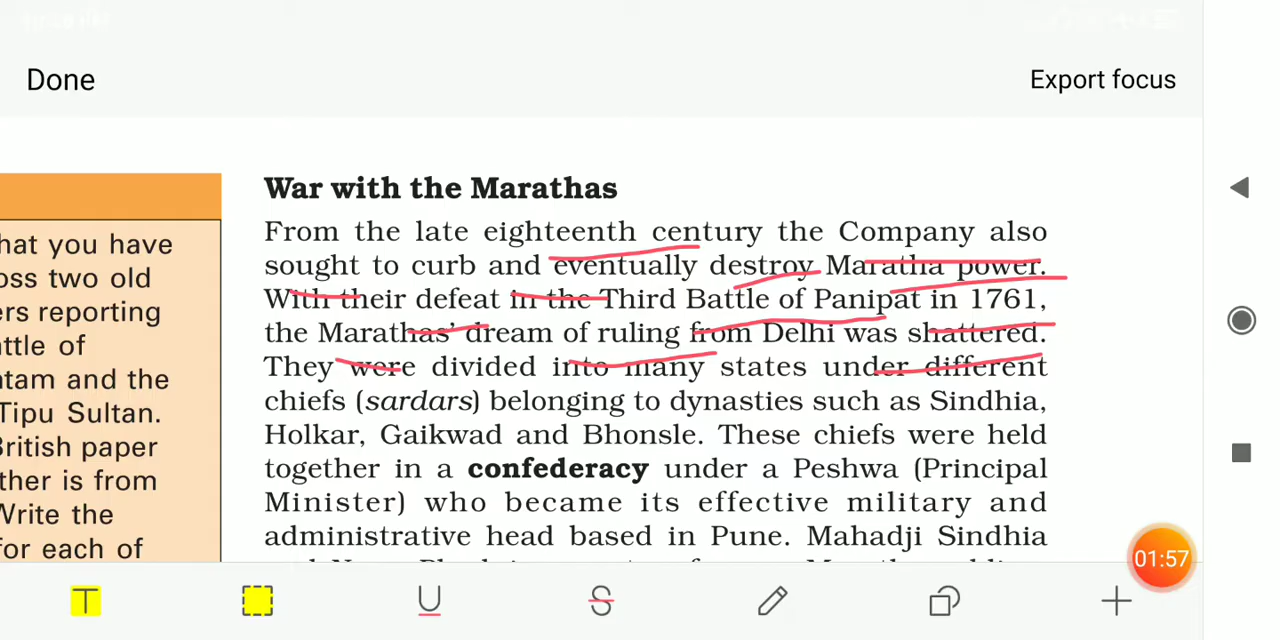 Done
Export focus
War with the Marathas
From the late eighteenth century the Company also
sought to curb and eventually destroy Maratha power.
With their defeat in the Third Battle of Panipat in 1761,
the Marathas' dream of ruling from Delhi was shattered.
They were divided into many states under different
chiefs (sardars) belonging to dynasties such as Sindhia,
Holkar, Gaikwad and Bhonsle. These chiefs were held
together in a confederacy under a Peshwa (Principal
Minister) who became its effective military and
administrative head based in Pune. Mahadji Sindhia
hat you have
oss two old
ers reporting
attle of
atam and the
Tipu Sultan.
British paper
ther is from
Write the
for each of
01:57
T
U
S